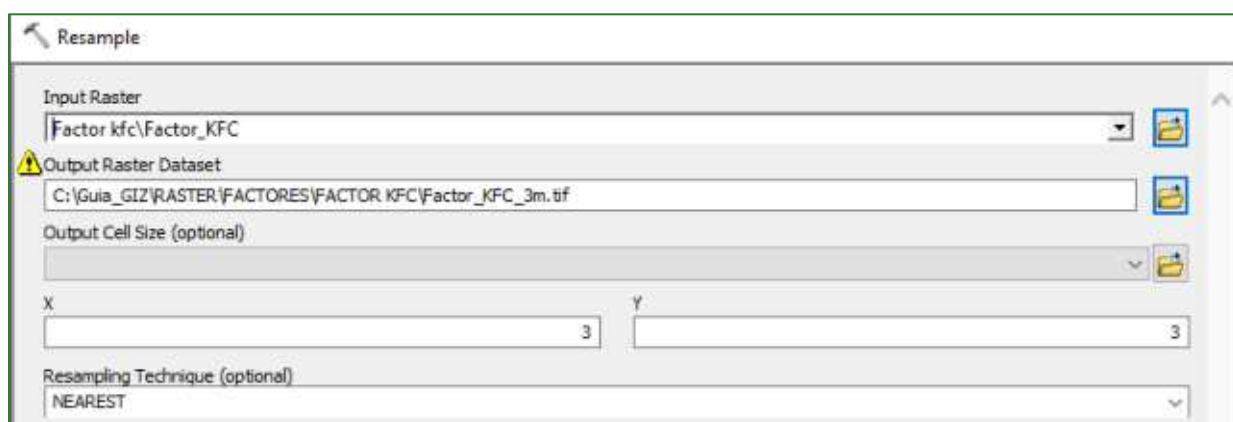 Resample
Input Raster
Factor kfc\Factor_KFC
Output Raster Dataset
C:\Guia_GIZ\RASTER\FACTORES\FACTOR KFC\Factor_KFC_3m.tif
Output Cell Size (optional)
X Y
3 3
Resampling Technique (optional)
NEAREST